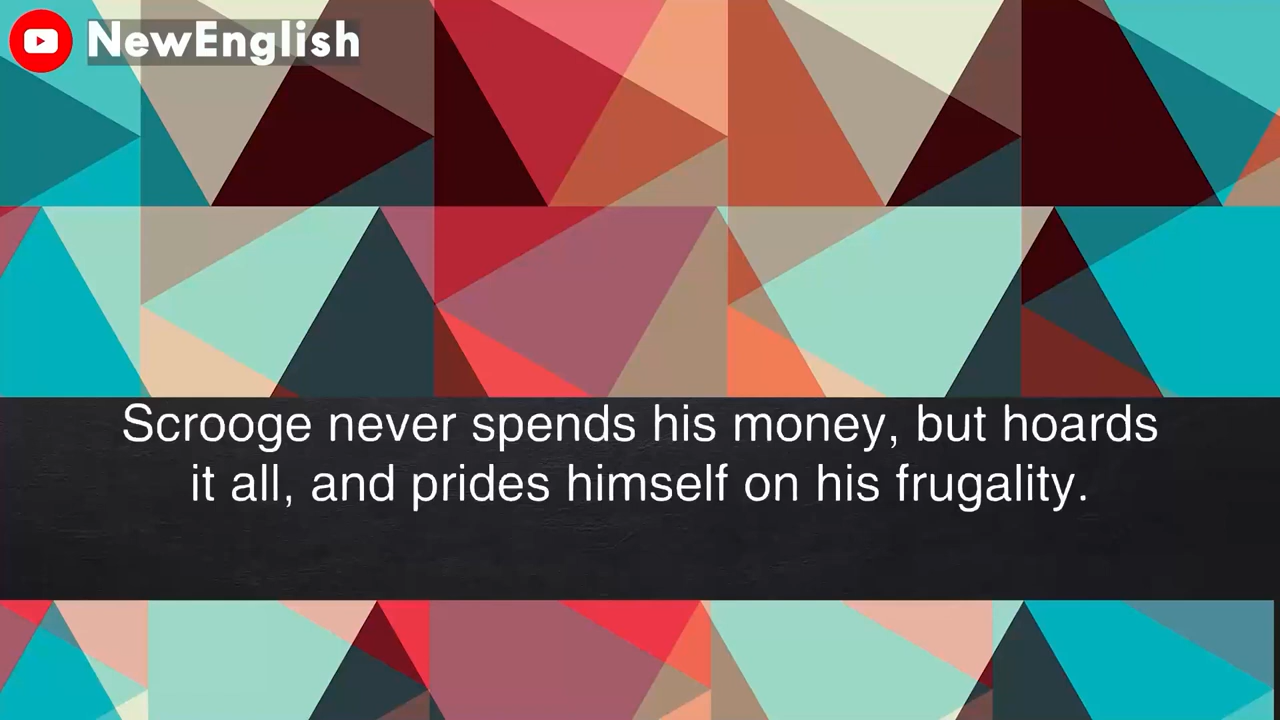 NewEnglish
Scrooge never spends his money, but hoards
it all, and prides himself on his frugality.